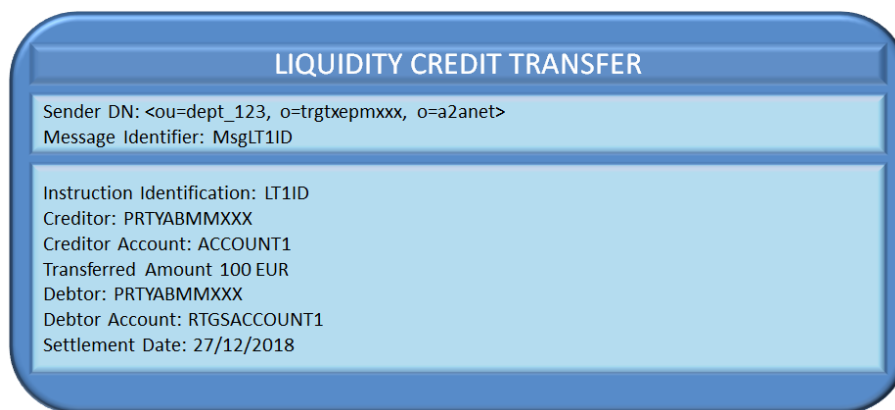 LIQUIDITY CREDIT TRANSFER
Sender DN: <ou=dept_123, o=trgtxepmxxx, o=a2anet>
Message Identifier: MsgLT1ID
Instruction Identification: LT1ID
Creditor: PRTYABMMXXX
Creditor Account: ACCOUNT1
Transferred Amount 100 EUR
Debtor: PRTYABMMXXX
Debtor Account: RTGSACCOUNT1
Settlement Date: 27/12/2018